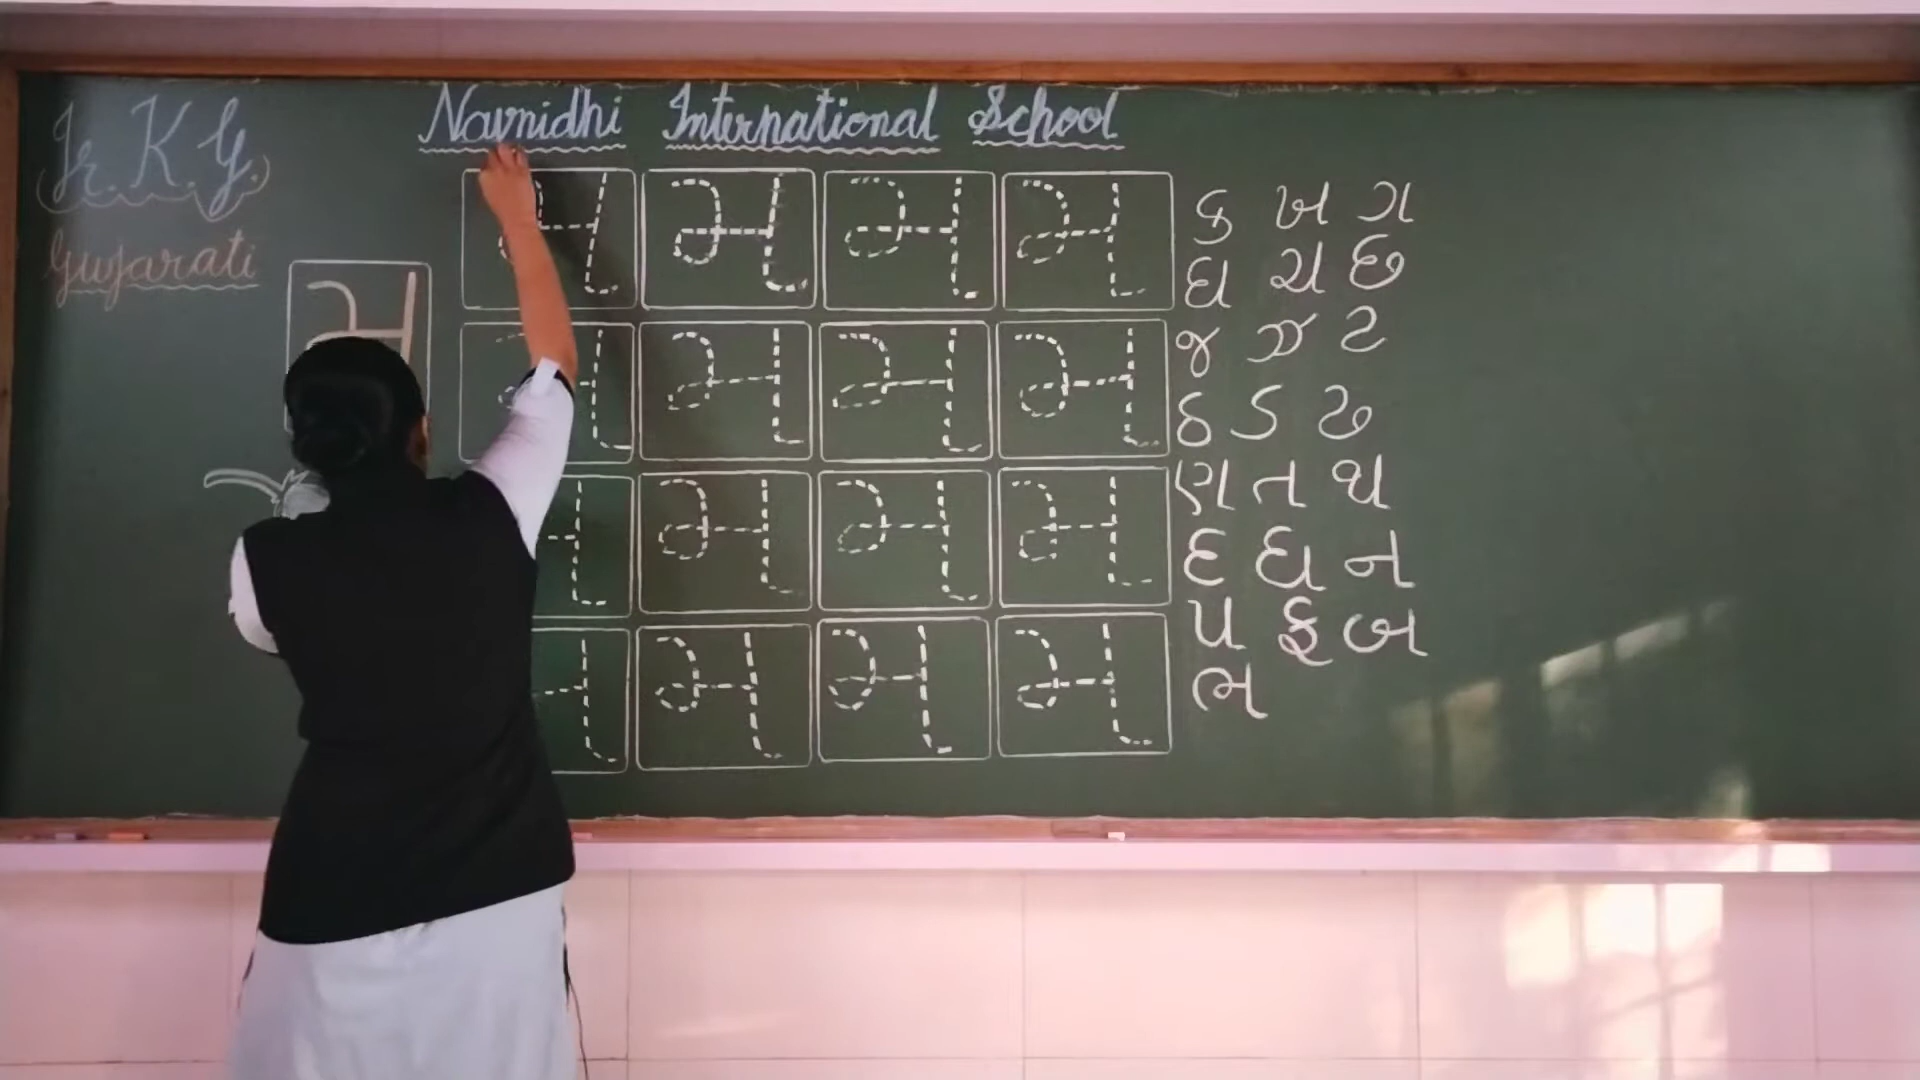 Navnidhi International School
Jr. K.G.
Gujarati
મ
મ મ મ મ
મ મ મ મ
મ મ મ
મ મ મ
ક ખ ગ
ઘ ચ છ
જ ઝ ટ
ઠ ડ ઢ
ણ ત થ
દ ધ ન
પ ફ બ
ભ